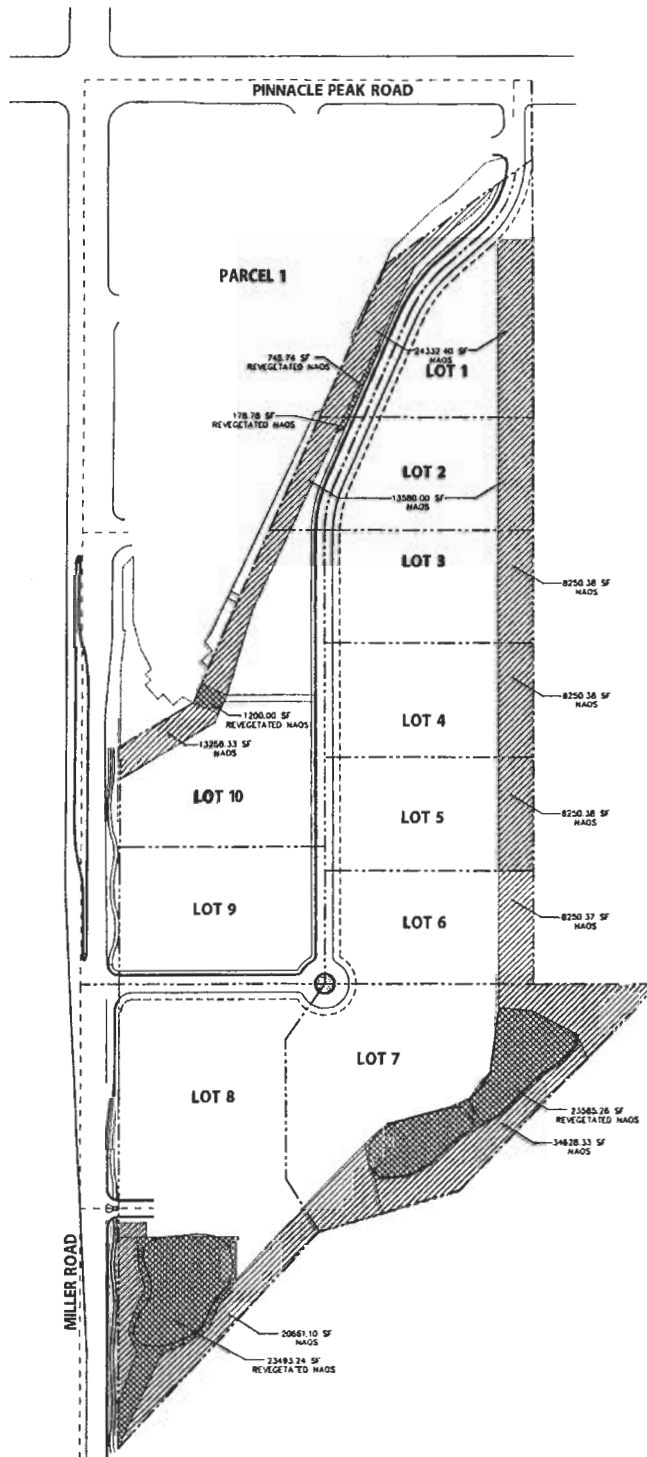 PINNACLE PEAK ROAD
PARCEL 1
24332.40 SF
NAOS
745.74 SF
REVEGETATED NAOS
LOT 1
178.78 SF
REVEGETATED NAOS
LOT 2
13580.00 SF
NAOS
LOT 3
8250.38 SF
NAOS
8250.38 SF
NAOS
1200.00 SF
REVEGETATED NAOS
LOT 4
13258.33 SF
NAOS
LOT 10
LOT 5
8250.38 SF
NAOS
LOT 9
LOT 6
8250.37 SF
NAOS
LOT 7
LOT 8
23585.26 SF
REVEGETATED NAOS
34628.33 SF
NAOS
MILLER ROAD
20661.10 SF
NAOS
23493.24 SF
REVEGETATED NAOS